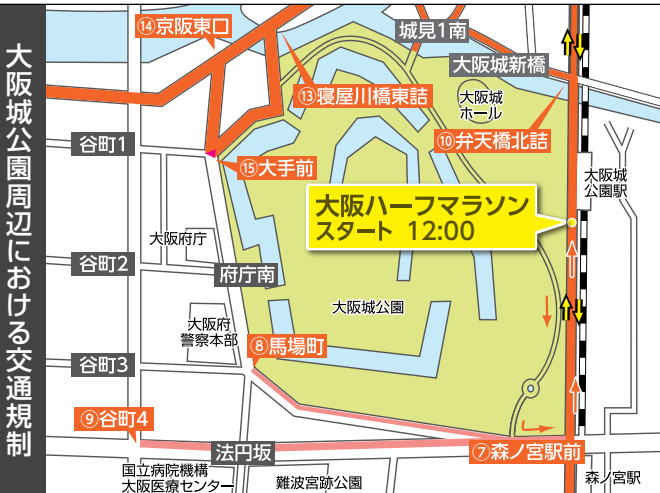 大阪城公園周辺における交通規制
⑭京阪東口
城見1南
大阪城新橋
⑬寝屋川橋東詰
大阪城
ホール
⑩弁天橋北詰
谷町1
⑮大手前
大阪城
公園駅
大阪ハーフマラソン
スタート 12:00
大阪府庁
谷町2
府庁南
大阪城公園
大阪府
警察本部
⑧馬場町
谷町3
⑨谷町4
法円坂
⑦森ノ宮駅前
国立病院機構
大阪医療センター
難波宮跡公園
森ノ宮駅